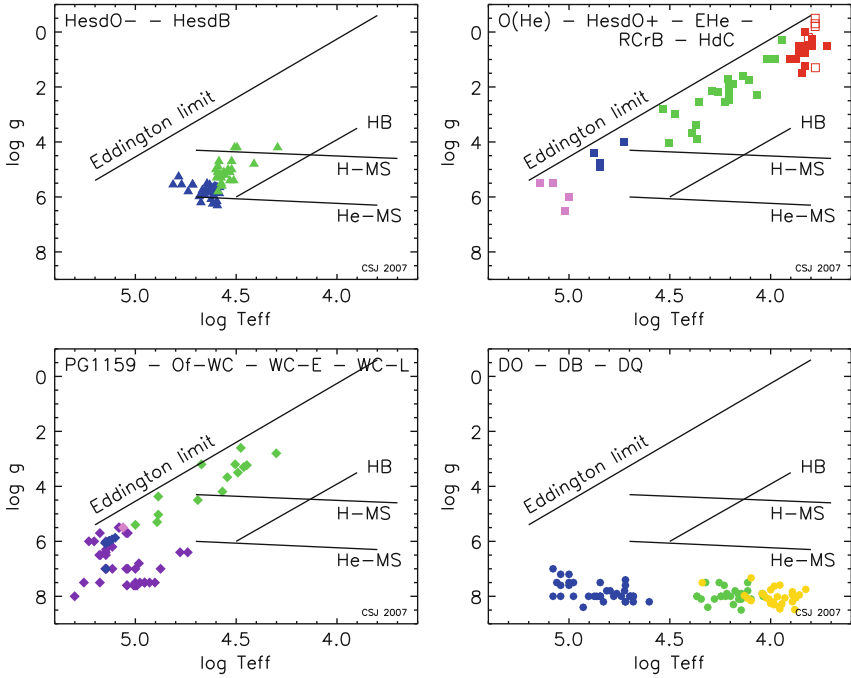 HesdO- - HesdB
Eddington limit
HB
H-MS
He-MS
CSJ 2007
0
2
4
6
8
log g
5.0 4.5 4.0
log Teff
O(He) - HesdO+ - EHe -
RCrB - HdC
Eddington limit
HB
H-MS
He-MS
CSJ 2007
0
2
4
6
8
log g
5.0 4.5 4.0
log Teff
PG1159 - Of-WC - WC-E - WC-L
Eddington limit
HB
H-MS
He-MS
CSJ 2007
0
2
4
6
8
log g
5.0 4.5 4.0
log Teff
DO - DB - DQ
Eddington limit
HB
H-MS
He-MS
CSJ 2007
0
2
4
6
8
log g
5.0 4.5 4.0
log Teff